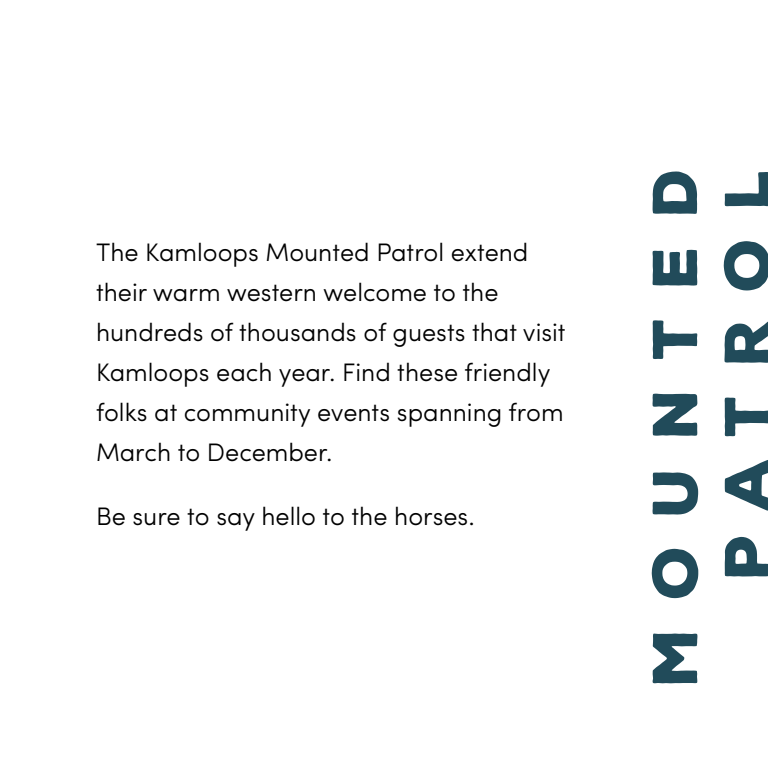 The Kamloops Mounted Patrol extend
their warm western welcome to the
hundreds of thousands of guests that visit
Kamloops each year. Find these friendly
folks at community events spanning from
March to December.
Be sure to say hello to the horses.
MOUNTED
PATROL